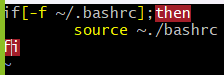 if[-f ~/.bashrc];then
        source ~./bashrc
fi
~